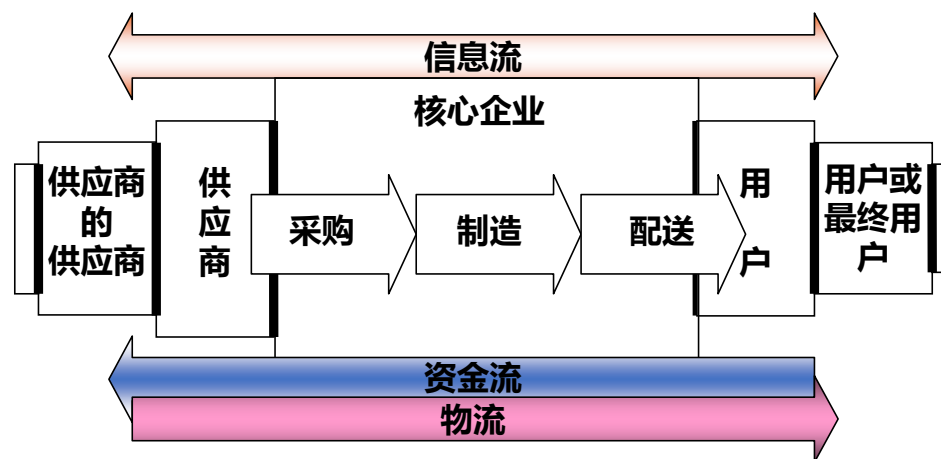 信息流
核心企业
供应商
的
供应商
供
应
商
采购
制造
配送
用
户
用户或
最终用
户
资金流
物流